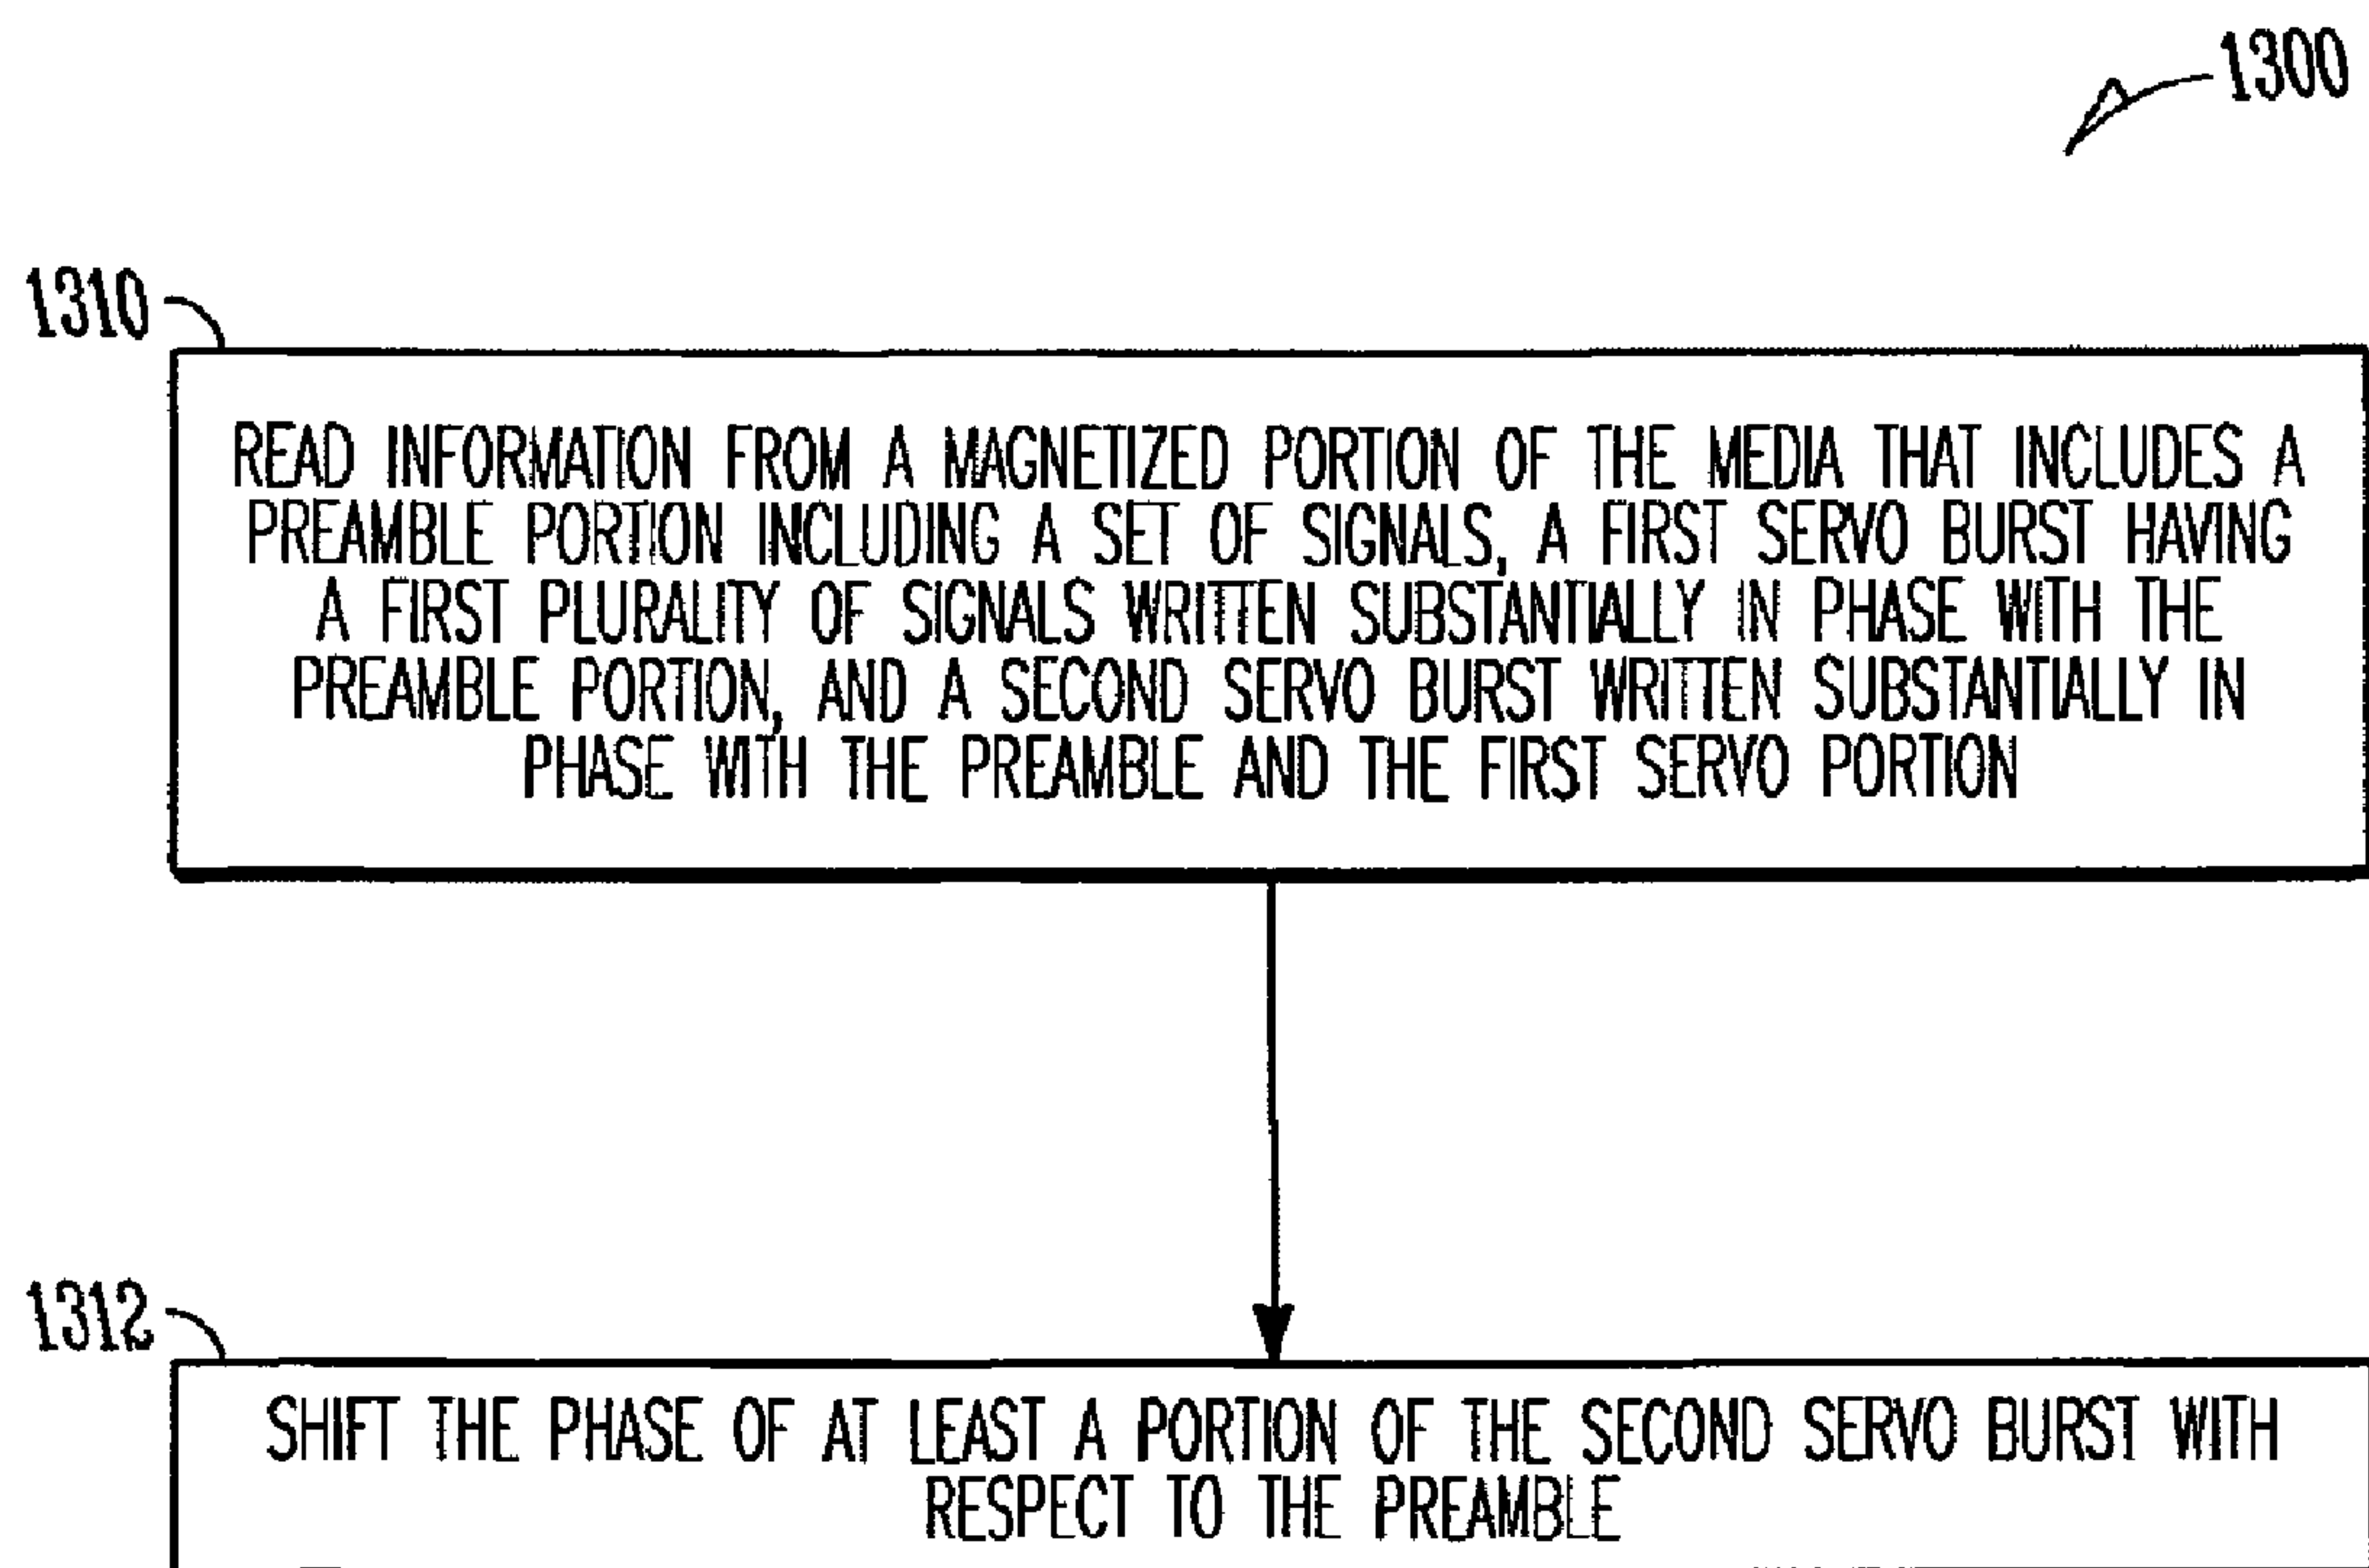 1300
1310
READ INFORMATION FROM A MAGNETIZED PORTION OF THE MEDIA THAT INCLUDES A
PREAMBLE PORTION INCLUDING A SET OF SIGNALS, A FIRST SERVO BURST HAVING
A FIRST PLURALITY OF SIGNALS WRITTEN SUBSTANTIALLY IN PHASE WITH THE
PREAMBLE PORTION, AND A SECOND SERVO BURST WRITTEN SUBSTANTIALLY IN
PHASE WITH THE PREAMBLE AND THE FIRST SERVO PORTION
1312
SHIFT THE PHASE OF AT LEAST A PORTION OF THE SECOND SERVO BURST WITH
RESPECT TO THE PREAMBLE